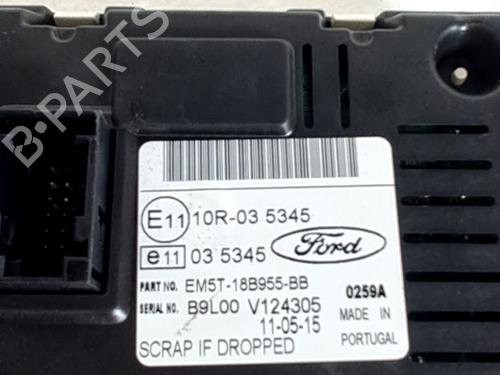 B-PARTS
E11 10R-03 5345
e11 03 5345 Ford
PART NO. EM5T-18B955-BB 0259A
SERIAL NO. B9L00 V124305 MADE IN
11-05-15 PORTUGAL
SCRAP IF DROPPED